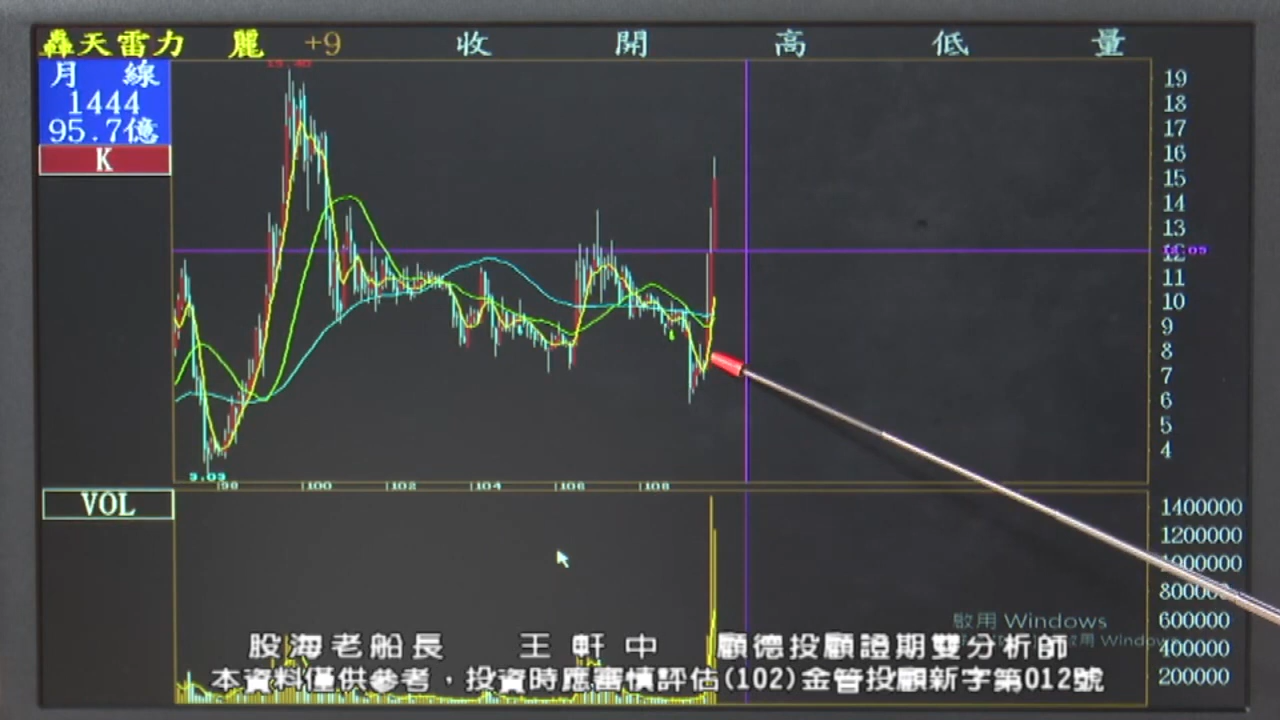 轟天雷力 麗 +9 收 開 高 低 量
月 線
1444
95.7億
K
19
18
17
16
15
14
13
11
10
9
8
7
6
5
4
98 100 102 104 106 108
VOL
1400000
1200000
1000000
800000
600000
400000
200000
啟用 Windows
股海老船長 王軒中 顧德投顧證期雙分析師
本資料僅供參考，投資時應審慎評估(102)金管投顧新字第012號